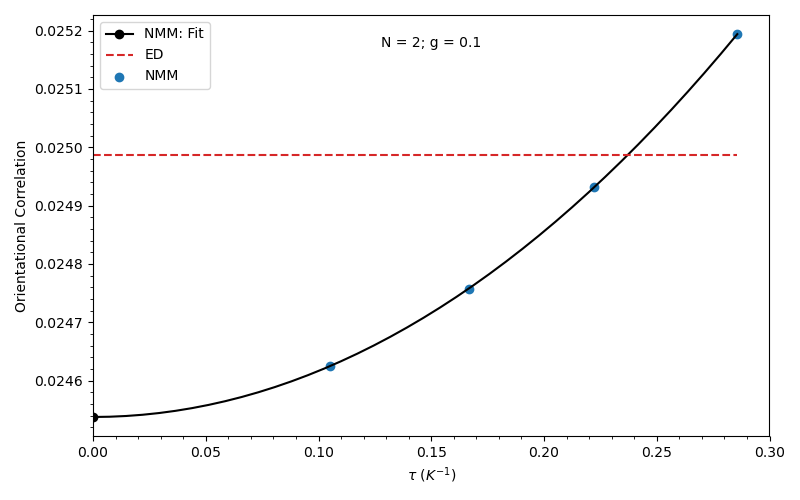 NMM: Fit
ED
NMM
N = 2; g = 0.1
Orientational Correlation
0.0252
0.0251
0.0250
0.0249
0.0248
0.0247
0.0246
0.00 0.05 0.10 0.15 0.20 0.25 0.30
τ (K⁻¹)